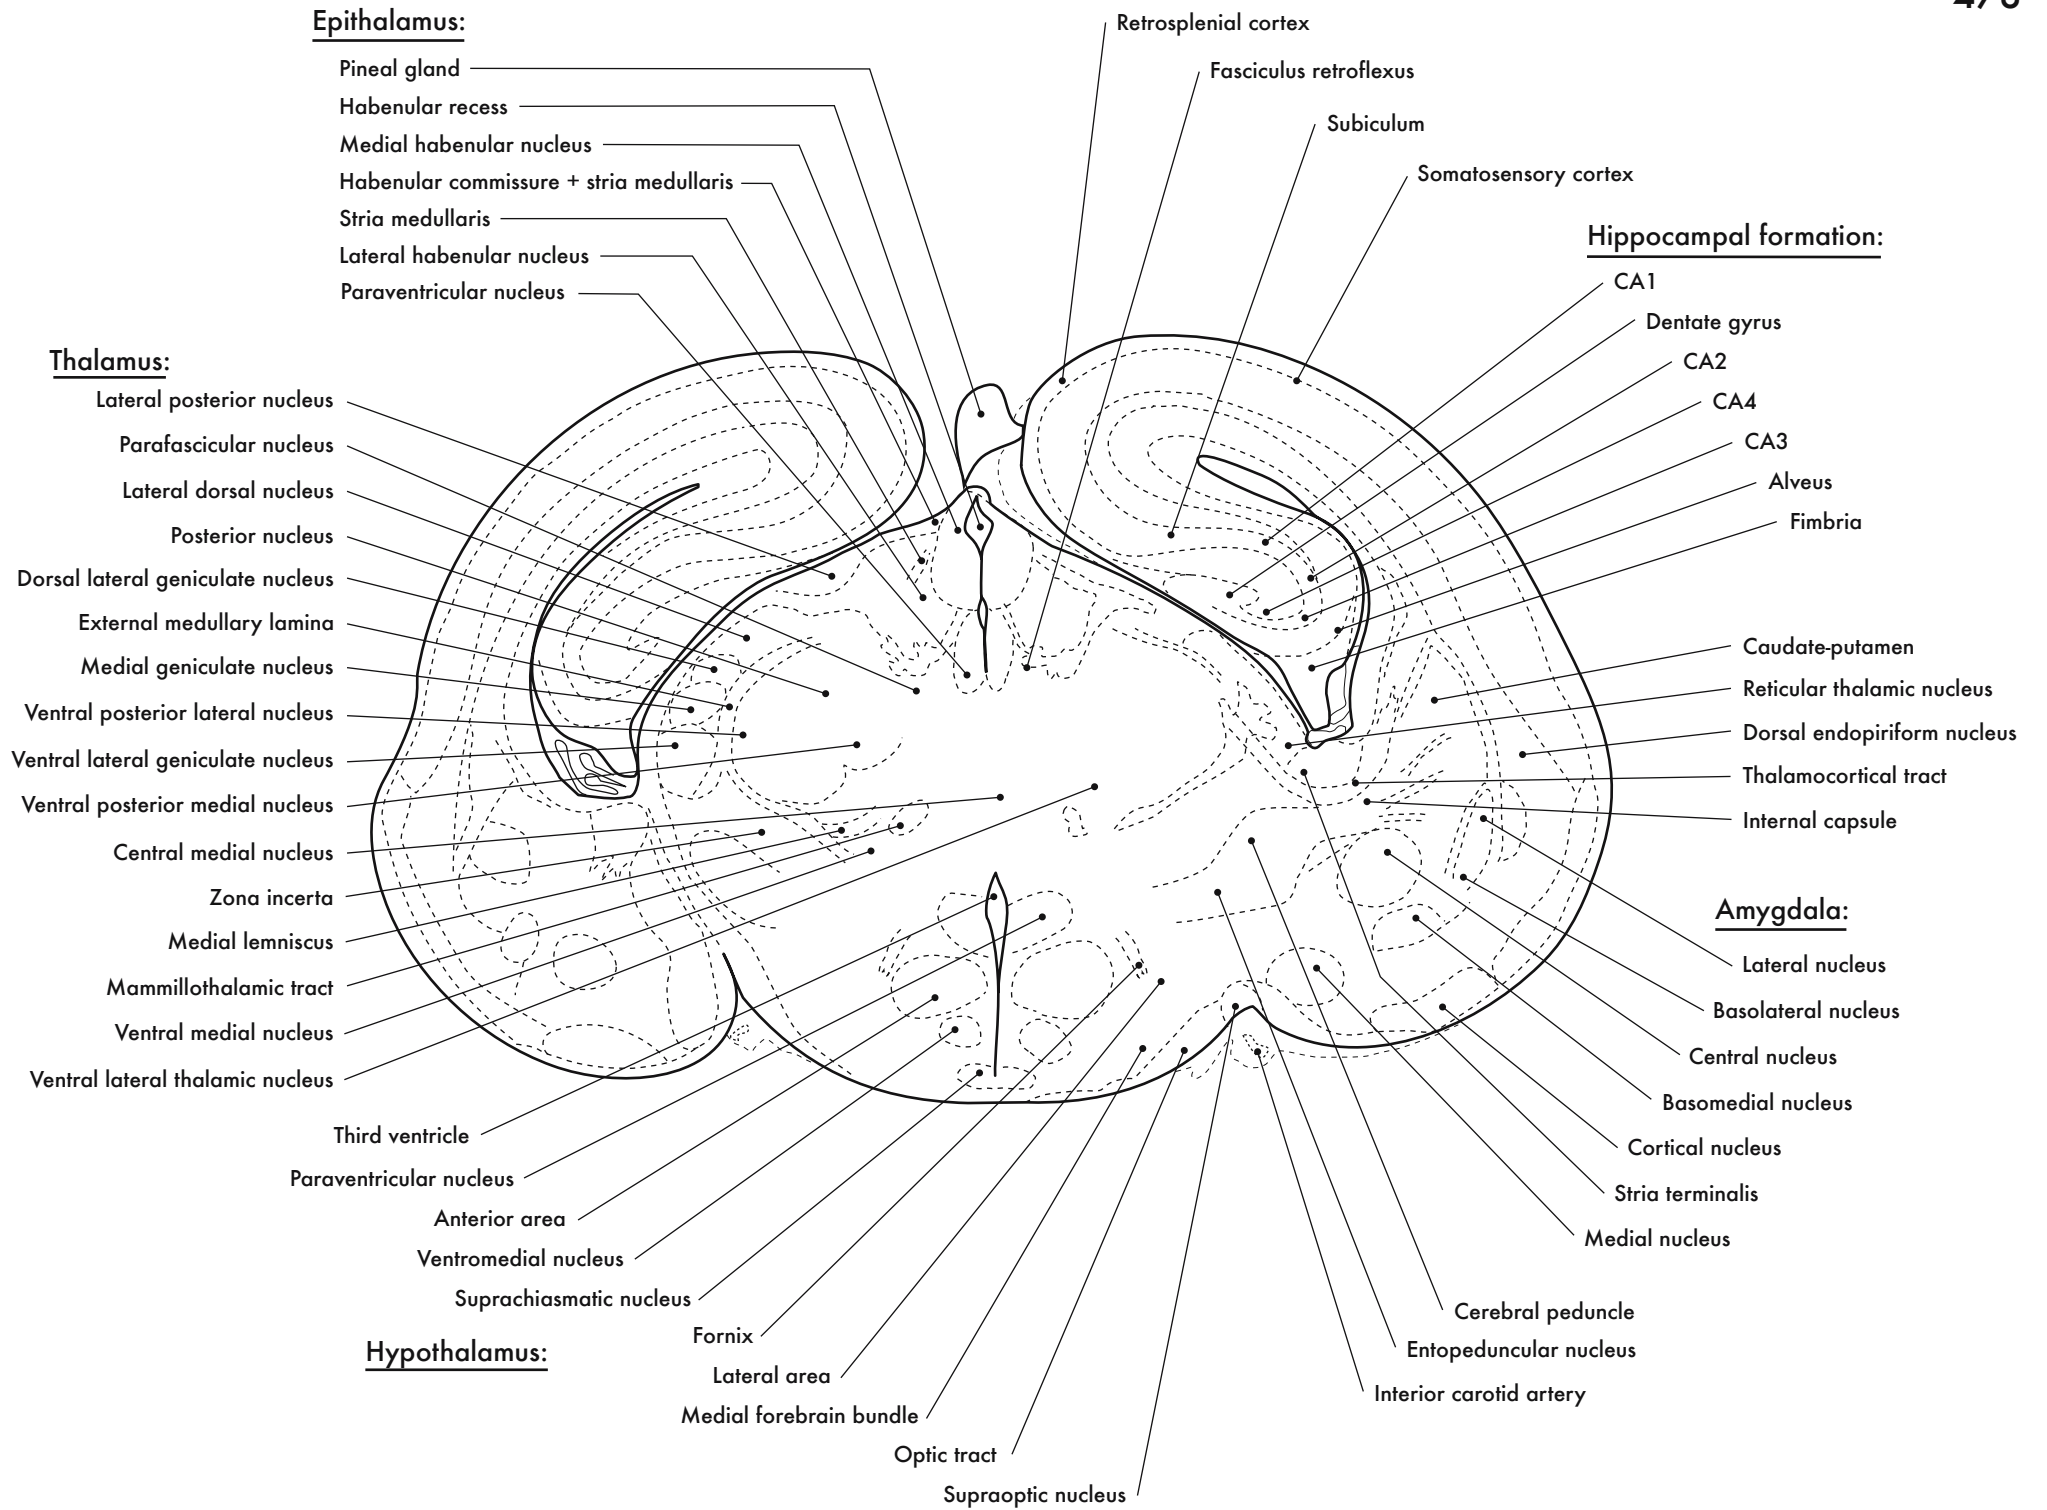 Epithalamus:
Pineal gland
Habenular recess
Medial habenular nucleus
Habenular commissure + stria medullaris
Stria medullaris
Lateral habenular nucleus
Paraventricular nucleus
Retrosplenial cortex
Fasciculus retroflexus
Subiculum
Somatosensory cortex
Hippocampal formation:
CA1
Dentate gyrus
CA2
CA4
CA3
Alveus
Fimbria
Thalamus:
Lateral posterior nucleus
Parafascicular nucleus
Lateral dorsal nucleus
Posterior nucleus
Dorsal lateral geniculate nucleus
External medullary lamina
Medial geniculate nucleus
Ventral posterior lateral nucleus
Ventral lateral geniculate nucleus
Ventral posterior medial nucleus
Central medial nucleus
Zona incerta
Medial lemniscus
Mammillothalamic tract
Ventral medial nucleus
Ventral lateral thalamic nucleus
Caudate-putamen
Reticular thalamic nucleus
Dorsal endopiriform nucleus
Thalamocortical tract
Internal capsule
Amygdala:
Lateral nucleus
Basolateral nucleus
Central nucleus
Basomedial nucleus
Cortical nucleus
Stria terminalis
Medial nucleus
Cerebral peduncle
Entopeduncular nucleus
Interior carotid artery
Third ventricle
Paraventricular nucleus
Anterior area
Ventromedial nucleus
Suprachiasmatic nucleus
Hypothalamus:
Fornix
Lateral area
Medial forebrain bundle
Optic tract
Supraoptic nucleus